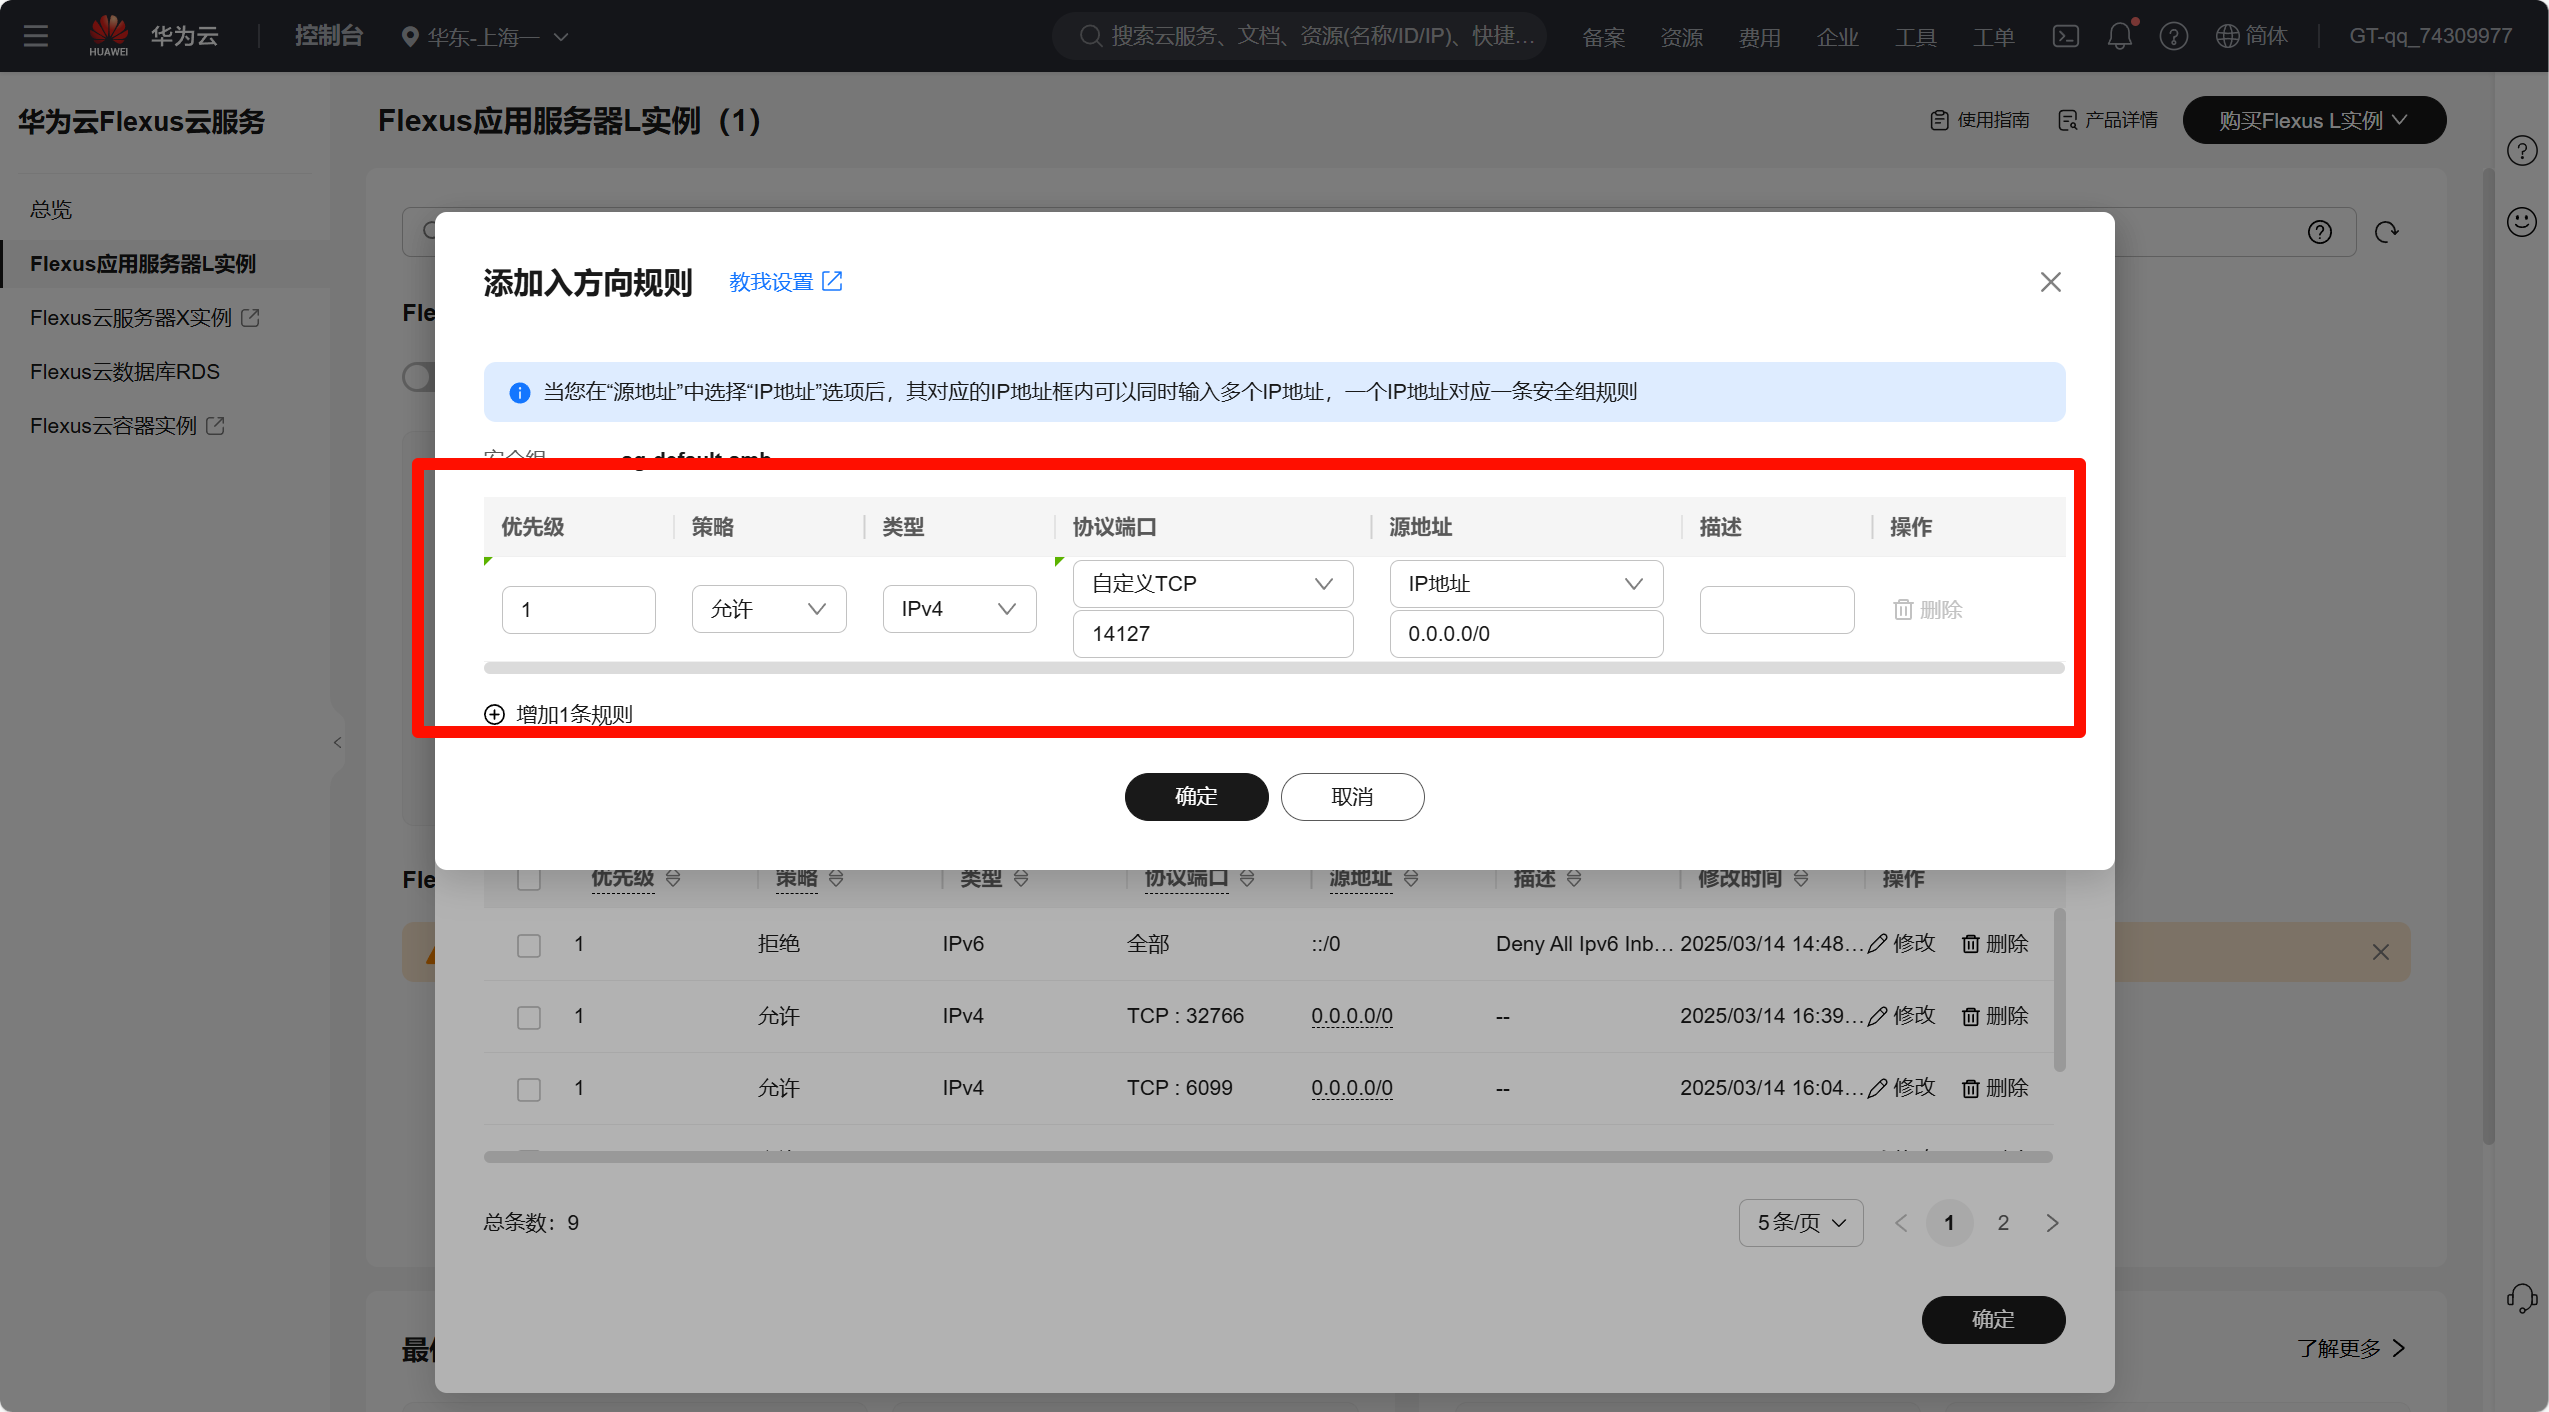 HUAWEI
华为云
控制台
华东-上海一
搜索云服务、文档、资源(名称/ID/IP)、快捷...
备案
资源
费用
企业
工具
工单
简体
GT-qq_74309977
华为云Flexus云服务
总览
Flexus应用服务器L实例
Flexus云服务器X实例
Flexus云数据库RDS
Flexus云容器实例
Flexus应用服务器L实例（1）
使用指南
产品详情
购买Flexus L实例
Fle
添加入方向规则
教我设置
当您在“源地址”中选择“IP地址”选项后，其对应的IP地址框内可以同时输入多个IP地址，一个IP地址对应一条安全组规则
安全组 sg-default-smb
优先级 策略 类型 协议端口 源地址 描述 操作
1 允许 IPv4 自定义TCP IP地址 删除
14127 0.0.0.0/0
增加1条规则
确定
取消
Fle
优先级 策略 类型 协议端口 源地址 描述 修改时间 操作
1 拒绝 IPv6 全部 ::/0 Deny All Ipv6 Inb... 2025/03/14 14:48... 修改 删除
1 允许 IPv4 TCP : 32766 0.0.0.0/0 -- 2025/03/14 16:39... 修改 删除
1 允许 IPv4 TCP : 6099 0.0.0.0/0 -- 2025/03/14 16:04... 修改 删除
总条数：9
5条/页
1
2
确定
了解更多